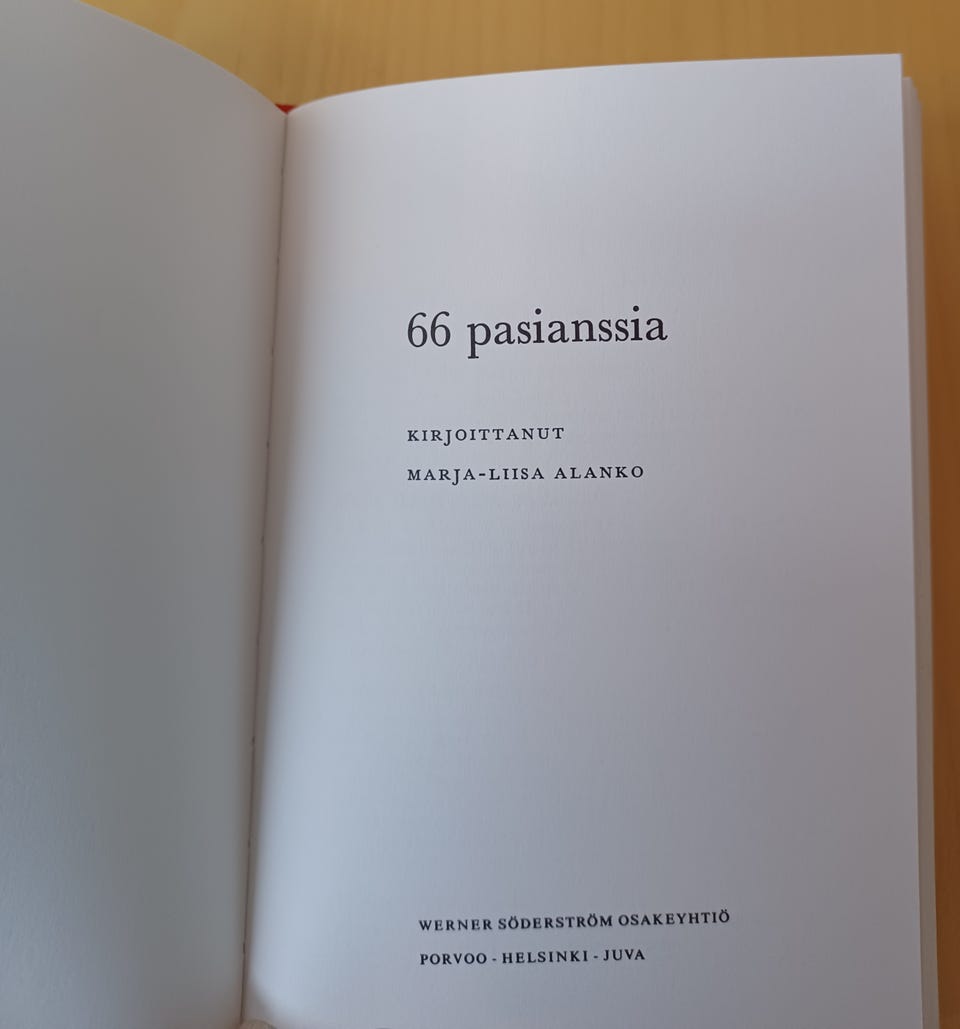 66 pasianssia
KIRJOITTANUT
MARJA-LIISA ALANKO
WERNER SÖDERSTRÖM OSAKEYHTIÖ
PORVOO - HELSINKI - JUVA